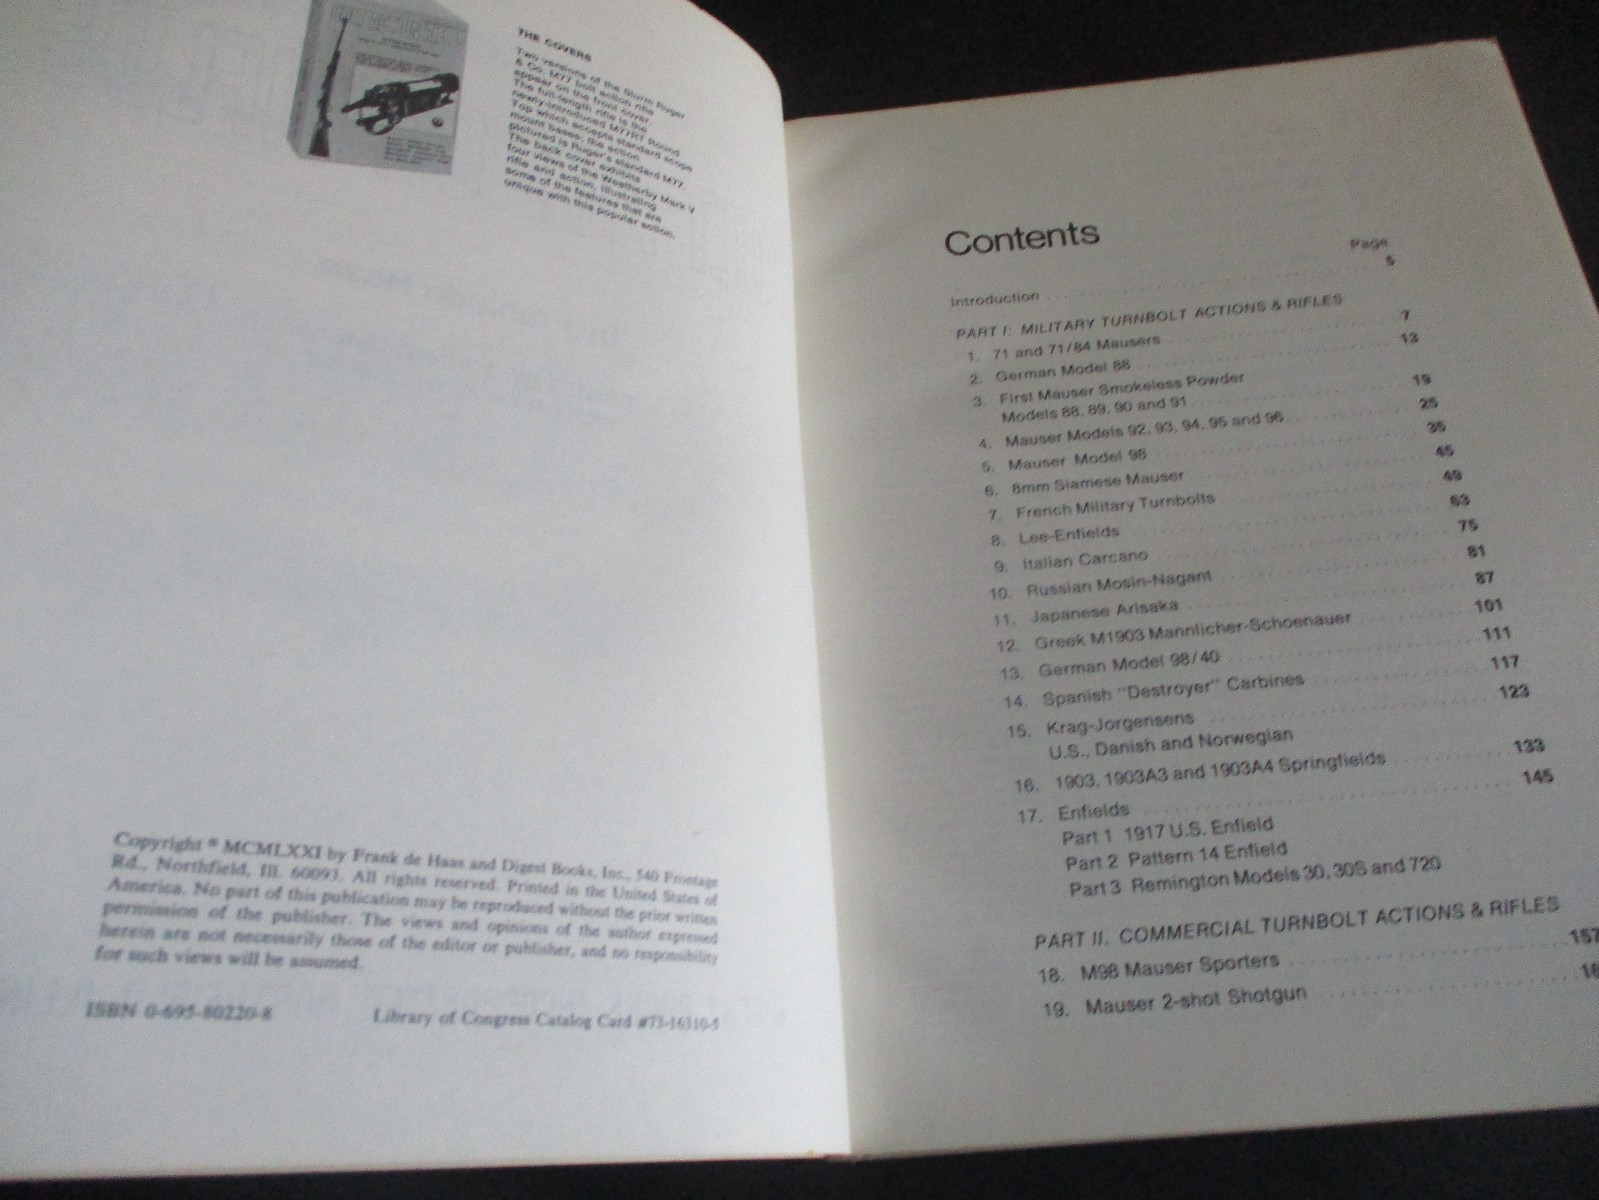 THE COVERS
Two versions of the Sturm Ruger
& Co. M77 bolt action rifle
appear on the front cover.
The full-length rifle is the
newly-introduced M77RT Round
Top which accepts standard scope
mount bases; the action
pictured is Ruger's standard M77.
The back cover exhibits
four views of the Weatherby Mark V
rifle and action, illustrating
some of the features that are
unique with this popular action.
Copyright ® MCMLXXI by Frank de Haas and Digest Books, Inc., 540 Frontage
Rd., Northfield, Ill. 60093. All rights reserved. Printed in the United States of
America. No part of this publication may be reproduced without the prior written
permission of the publisher. The views and opinions of the author expressed
herein are not necessarily those of the editor or publisher, and no responsibility
for such views will be assumed.
ISBN 0-695-80220-8 Library of Congress Catalog Card #73-16310-5
Contents
Page
Introduction 5
PART I: MILITARY TURNBOLT ACTIONS & RIFLES
1. 71 and 71/84 Mausers 7
2. German Model 88 13
3. First Mauser Smokeless Powder
Models 88, 89, 90 and 91 19
4. Mauser Models 92, 93, 94, 95 and 96 25
5. Mauser Model 98 35
6. 8mm Siamese Mauser 45
7. French Military Turnbolts 49
8. Lee-Enfields 63
9. Italian Carcano 75
10. Russian Mosin-Nagant 81
11. Japanese Arisaka 87
12. Greek M1903 Mannlicher-Schoenauer 101
13. German Model 98/40 111
14. Spanish "Destroyer" Carbines 117
15. Krag-Jorgensens 123
U.S., Danish and Norwegian
16. 1903, 1903A3 and 1903A4 Springfields 133
17. Enfields 145
Part 1 1917 U.S. Enfield
Part 2 Pattern 14 Enfield
Part 3 Remington Models 30, 30S and 720
PART II. COMMERCIAL TURNBOLT ACTIONS & RIFLES
18. M98 Mauser Sporters 157
19. Mauser 2-shot Shotgun 16